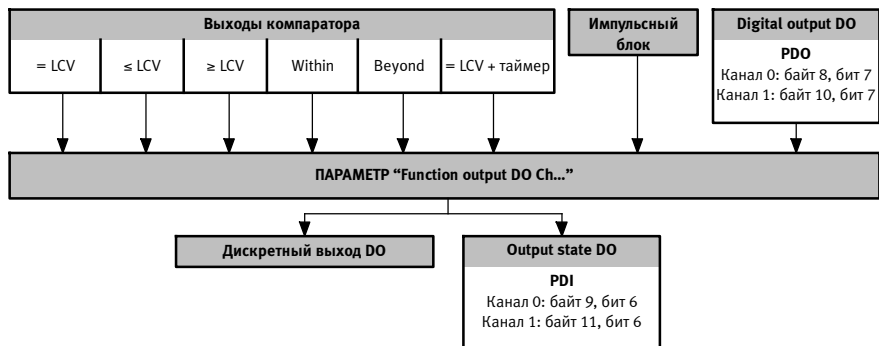 Выходы компаратора
= LCV
≤ LCV
≥ LCV
Within
Beyond
= LCV + таймер
Импульсный
блок
Digital output DO
PDO
Канал 0: байт 8, бит 7
Канал 1: байт 10, бит 7
ПАРАМЕТР “Function output DO Ch...”
Дискретный выход DO
Output state DO
PDI
Канал 0: байт 9, бит 6
Канал 1: байт 11, бит 6